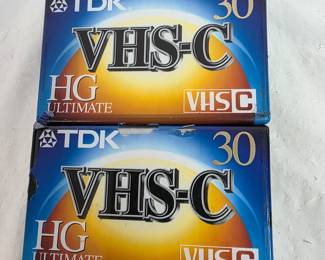 TDK 30
VHS-C
HG
ULTIMATE VHS C
TDK 30
VHS-C
HG
ULTIMATE VHS C